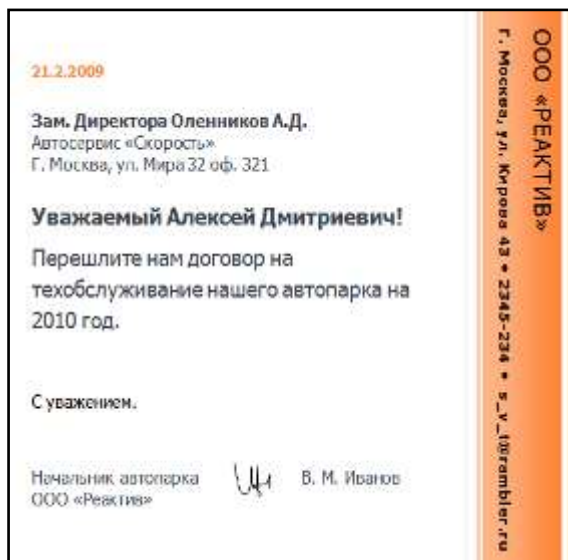 21.2.2009
Зам. Директора Оленников А.Д.
Автосервис «Скорость»
Г. Москва, ул. Мира 32 оф. 321
Уважаемый Алексей Дмитриевич!
Перешлите нам договор на
техобслуживание нашего автопарка на
2010 год.
С уважением.
Начальник автопарка
ООО «Реактив»
В. М. Иванов
ООО «РЕАКТИВ»
Г. Москва, ул. Кирова 43 • 2345-234 • s_v_t@rambler.ru